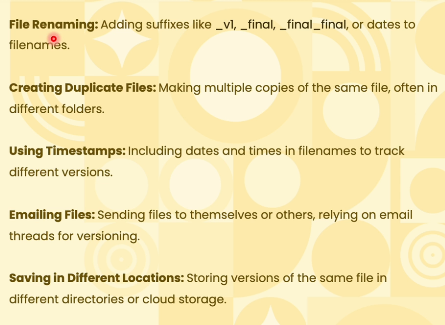 File Renaming: Adding suffixes like _v1, _final, _final_final, or dates to
filenames.
Creating Duplicate Files: Making multiple copies of the same file, often in
different folders.
Using Timestamps: Including dates and times in filenames to track
different versions.
Emailing Files: Sending files to themselves or others, relying on email
threads for versioning.
Saving in Different Locations: Storing versions of the same file in
different directories or cloud storage.